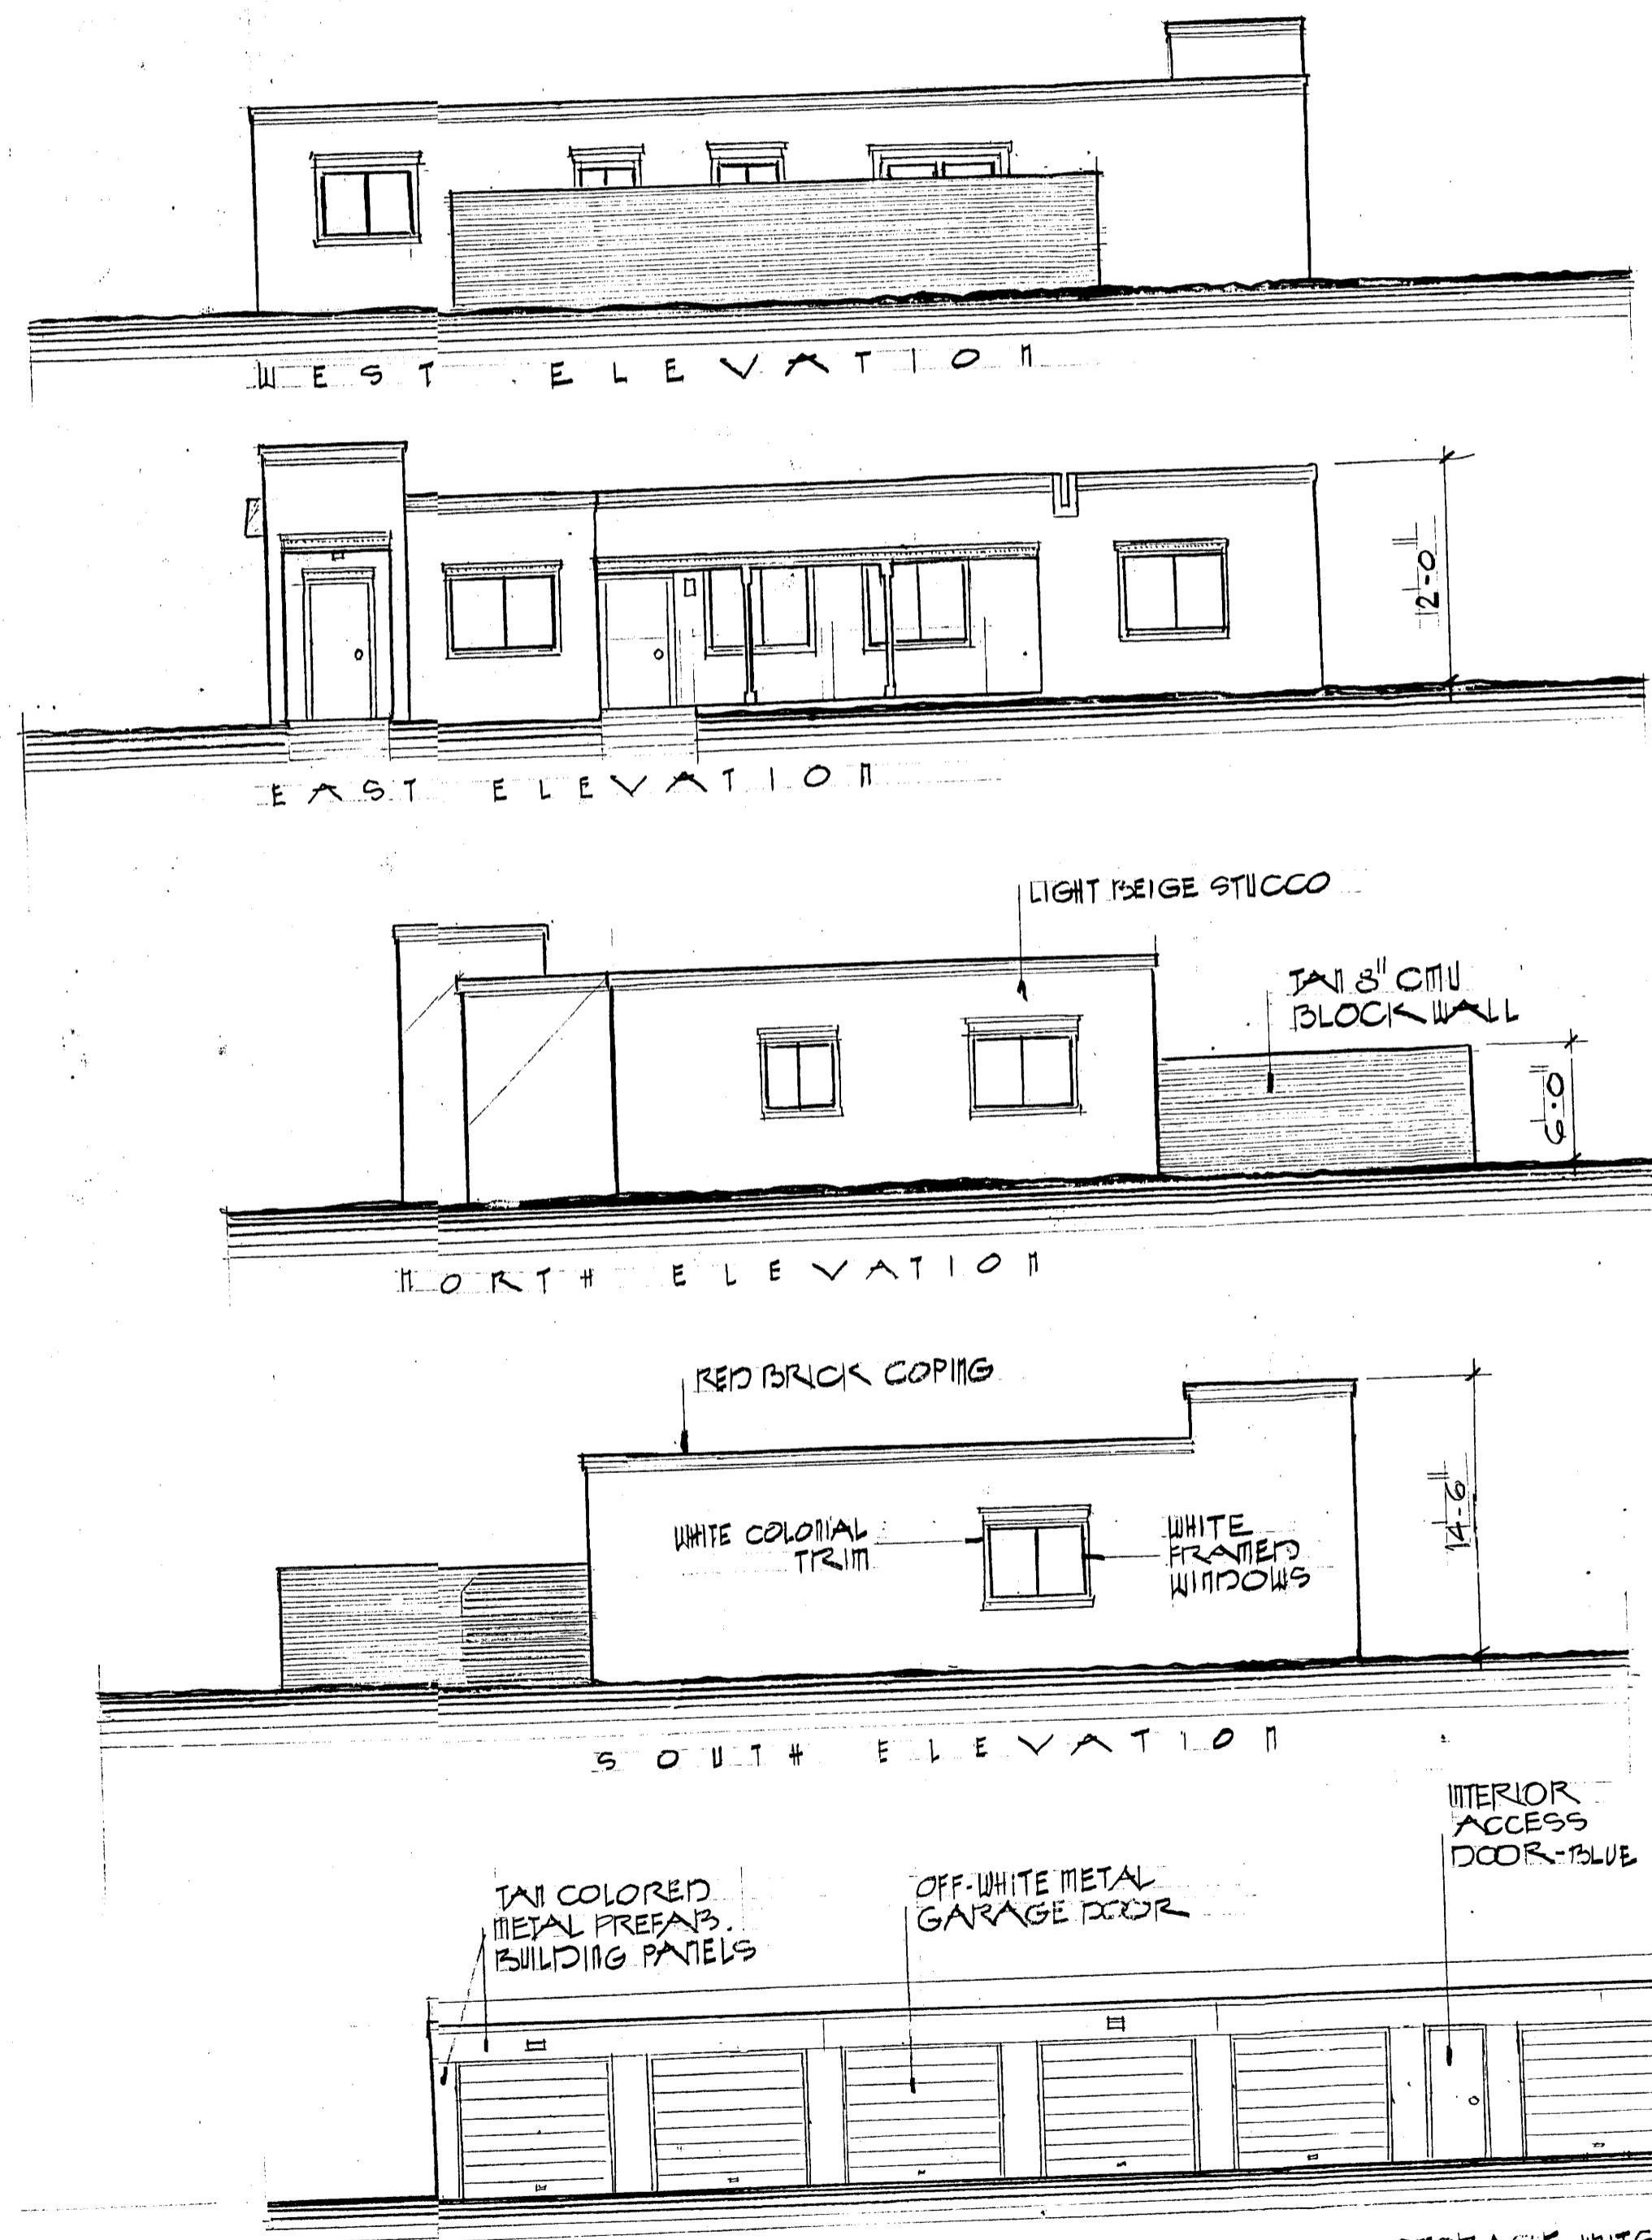 WEST ELEVATION
EAST ELEVATION
12'-0"
LIGHT BEIGE STUCCO
TAN 8" CMU
BLOCK WALL
6'-0"
NORTH ELEVATION
RED BRICK COPING
WHITE COLONIAL
TRIM
WHITE
FRAMED
WINDOWS
14'-6"
SOUTH ELEVATION
INTERIOR
ACCESS
DOOR-BLUE
TAN COLORED
METAL PREFAB.
BUILDING PANELS
OFF-WHITE METAL
GARAGE DOOR